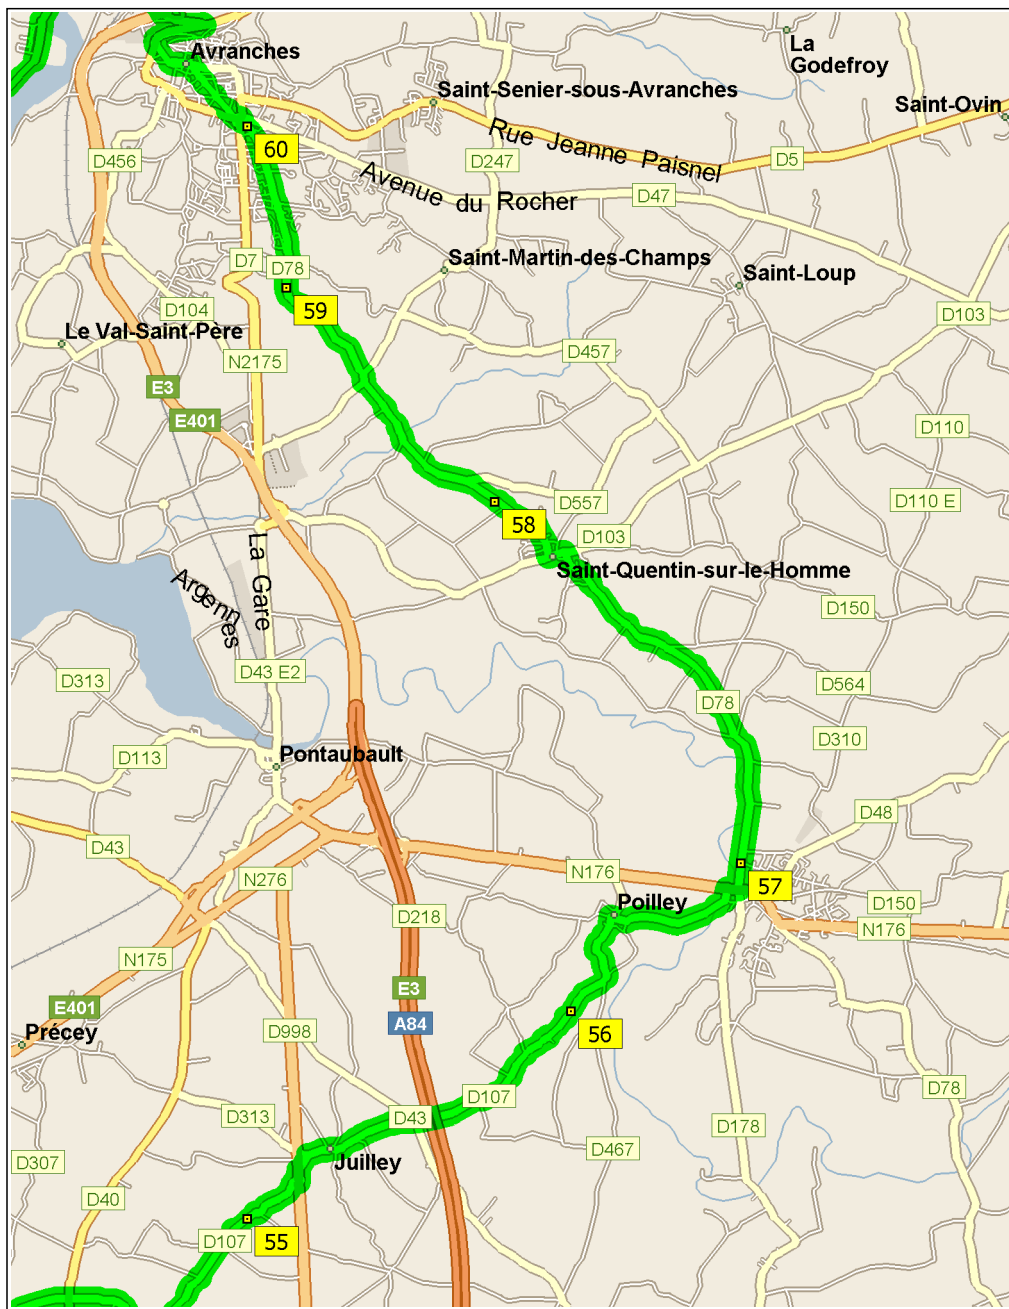 Avranches
La
Godefroy
Saint-Senier-sous-Avranches
Saint-Ovin
60
Rue Jeanne Paisnel
D456
D247
D5
Avenue du Rocher
D47
D7
D78
Saint-Martin-des-Champs
Saint-Loup
59
D104
Le Val-Saint-Père
D103
N2175
D457
E3
E401
D110
D557
D110 E
58
D103
La Gare
Saint-Quentin-sur-le-Homme
Argennes
D150
D43 E2
D313
D564
D78
D310
D113
Pontaubault
D48
D43
N176
N276
57
Poilley
D150
D218
N176
N175
E3
E401
A84
Précey
56
D998
D107
D78
D313
D43
D178
D467
D307
Juilley
D40
D107
55